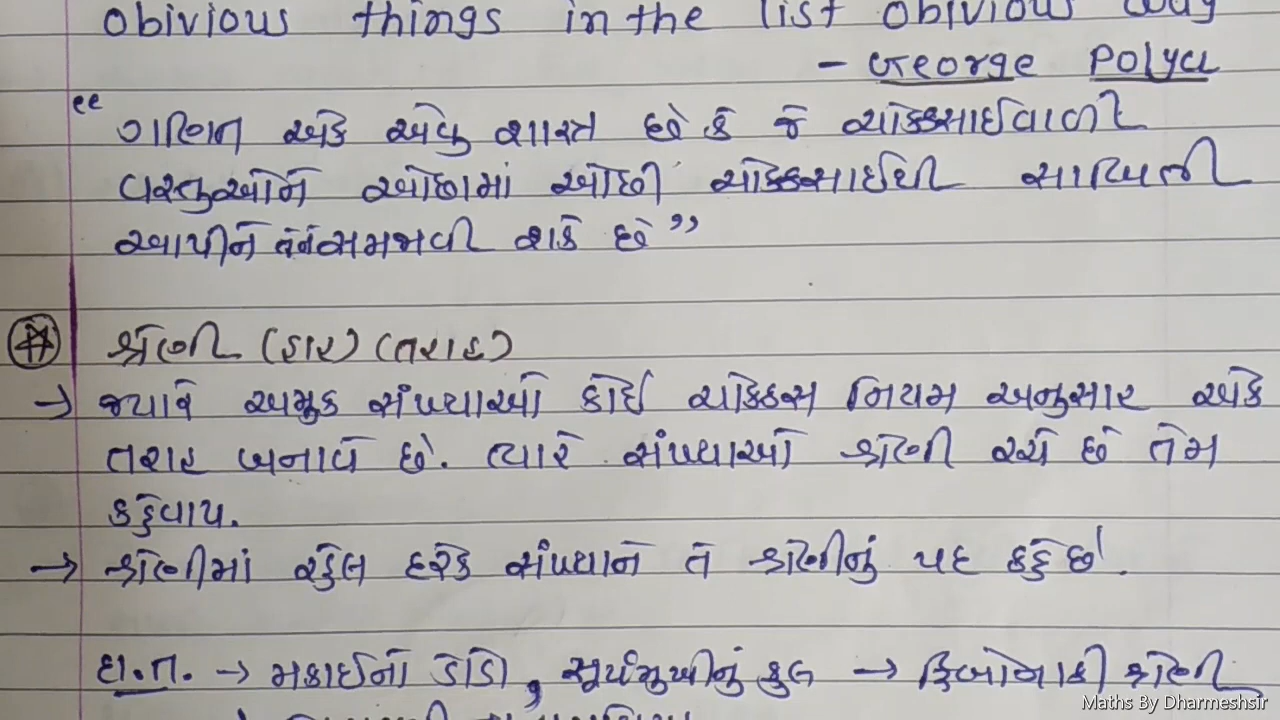 obivious things in the list oblivious way
- George Polya
" ગણિત એક એવુ શાસ્ત્ર છે કે જે ચોક્કસાઈવાળી
વસ્તુઓને ઓછામાં ઓછી ચોક્કસાઈથી સાબિતી
આપીને સમજાવી શકે છે "
શ્રેણી (હાર) (તરાહ)
→ જ્યારે અમુક સંખ્યાઓ કોઈ ચોક્કસ નિયમ અનુસાર એક
તરાહ બનાવે છે. ત્યારે સંખ્યાઓ શ્રેણી રચે છે તેમ
કહેવાય.
→ શ્રેણીમાં રહેલ દરેક સંખ્યાને તે શ્રેણીનું પદ કહે છે.
દા.ત. → મકાઈનો ડોડો, સૂર્યમુખીનું ફુલ → ફિબોનાકી શ્રેણી
Maths By Dharmeshsir